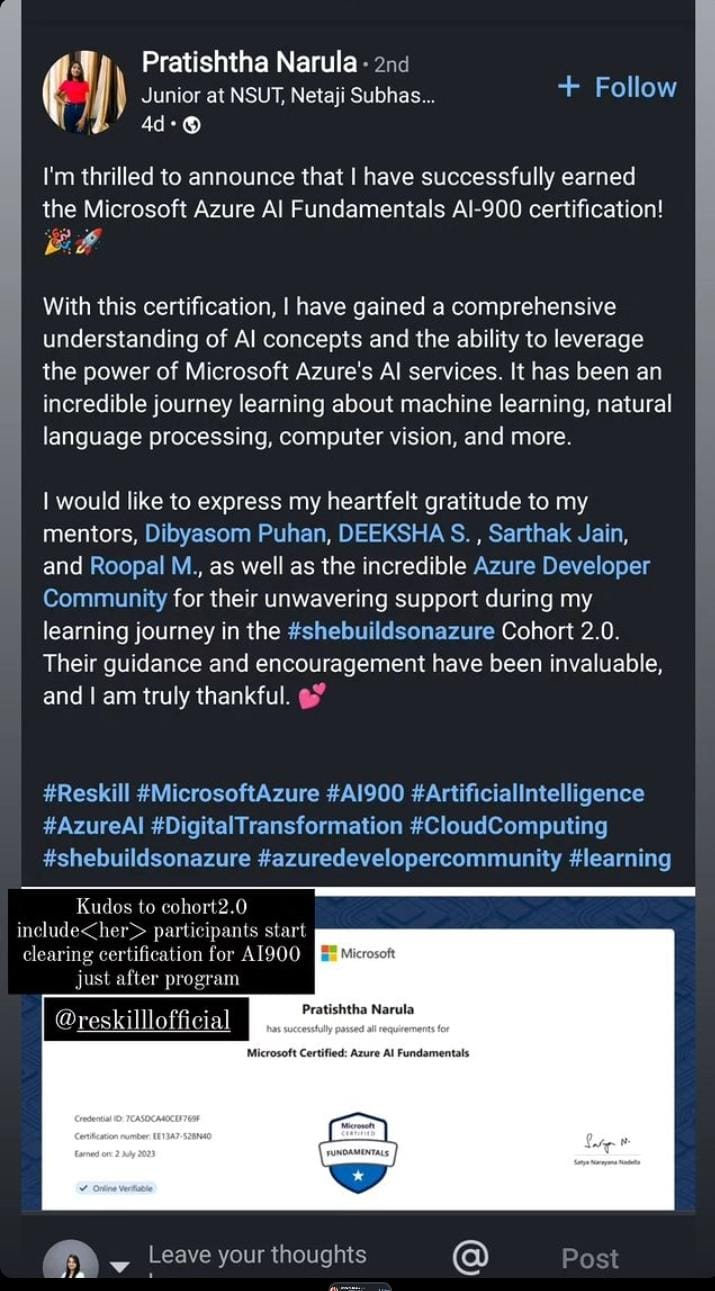 Pratishtha Narula • 2nd
+ Follow
Junior at NSUT, Netaji Subhas...
4d •
I'm thrilled to announce that I have successfully earned
the Microsoft Azure AI Fundamentals AI-900 certification!
🎉🚀
With this certification, I have gained a comprehensive
understanding of AI concepts and the ability to leverage
the power of Microsoft Azure's AI services. It has been an
incredible journey learning about machine learning, natural
language processing, computer vision, and more.
I would like to express my heartfelt gratitude to my
mentors, Dibyasom Puhan, DEEKSHA S. , Sarthak Jain,
and Roopal M., as well as the incredible Azure Developer
Community for their unwavering support during my
learning journey in the #shebuildsonazure Cohort 2.0.
Their guidance and encouragement have been invaluable,
and I am truly thankful. 💕
#Reskill #MicrosoftAzure #AI900 #ArtificialIntelligence
#AzureAI #DigitalTransformation #CloudComputing
#shebuildsonazure #azuredevelopercommunity #learning
Kudos to cohort2.0
include<her> participants start
clearing certification for AI900
just after program
@reskilllofficial
Microsoft
Pratishtha Narula
has successfully passed all requirements for
Microsoft Certified: Azure AI Fundamentals
Credential ID: 7CA5DCA40CEF769F
Certification number: EE13A7-52BN40
Earned on: 2 July 2023
Online Verifiable
Microsoft
CERTIFIED
FUNDAMENTALS
Satya Narayana Nadella
Leave your thoughts
@
Post